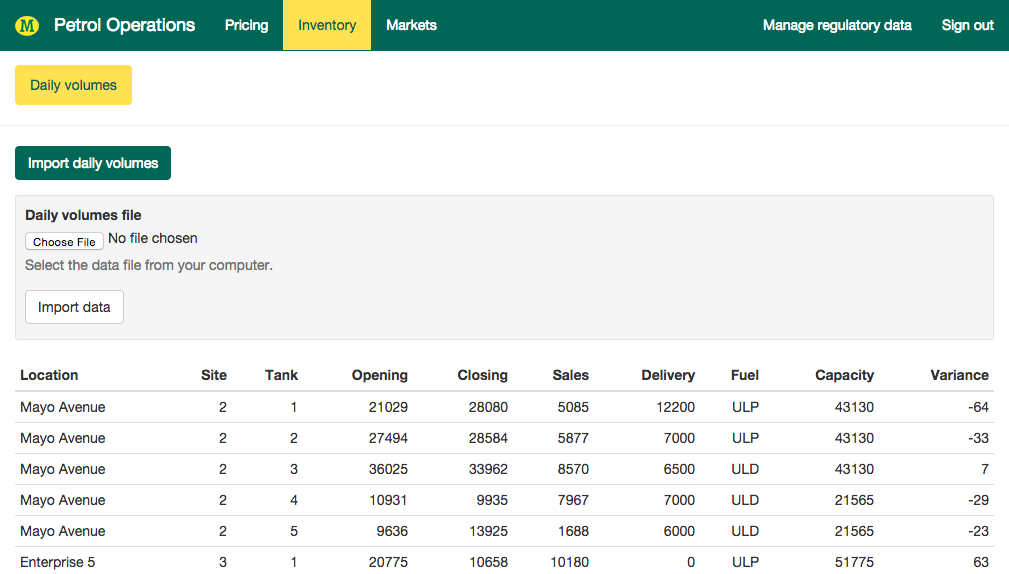 M Petrol Operations Pricing Inventory Markets Manage regulatory data Sign out
Daily volumes
Import daily volumes
Daily volumes file
Choose File No file chosen
Select the data file from your computer.
Import data
Location Site Tank Opening Closing Sales Delivery Fuel Capacity Variance
Mayo Avenue 2 1 21029 28080 5085 12200 ULP 43130 -64
Mayo Avenue 2 2 27494 28584 5877 7000 ULP 43130 -33
Mayo Avenue 2 3 36025 33962 8570 6500 ULD 43130 7
Mayo Avenue 2 4 10931 9935 7967 7000 ULD 21565 -29
Mayo Avenue 2 5 9636 13925 1688 6000 ULD 21565 -23
Enterprise 5 3 1 20775 10658 10180 0 ULP 51775 63